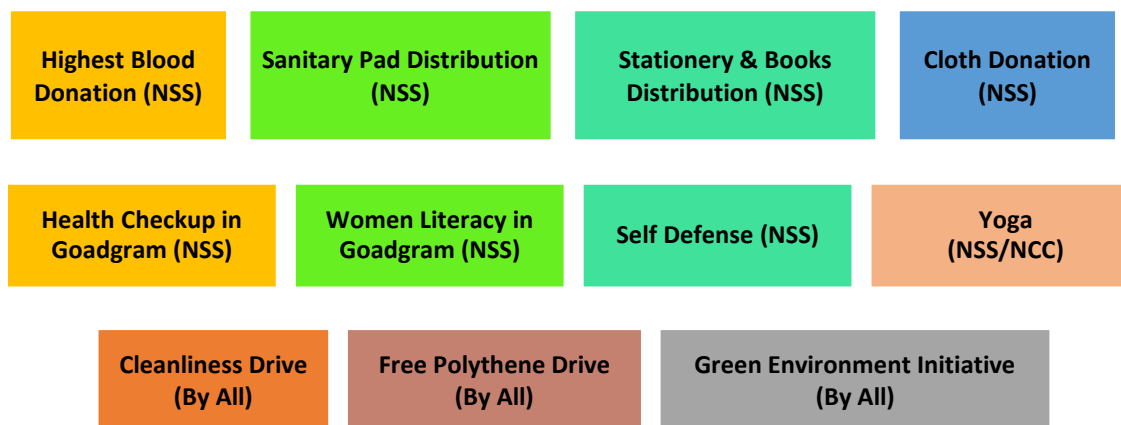 Highest Blood
Donation (NSS)
Sanitary Pad Distribution
(NSS)
Stationery & Books
Distribution (NSS)
Cloth Donation
(NSS)
Health Checkup in
Goadgram (NSS)
Women Literacy in
Goadgram (NSS)
Self Defense (NSS)
Yoga
(NSS/NCC)
Cleanliness Drive
(By All)
Free Polythene Drive
(By All)
Green Environment Initiative
(By All)